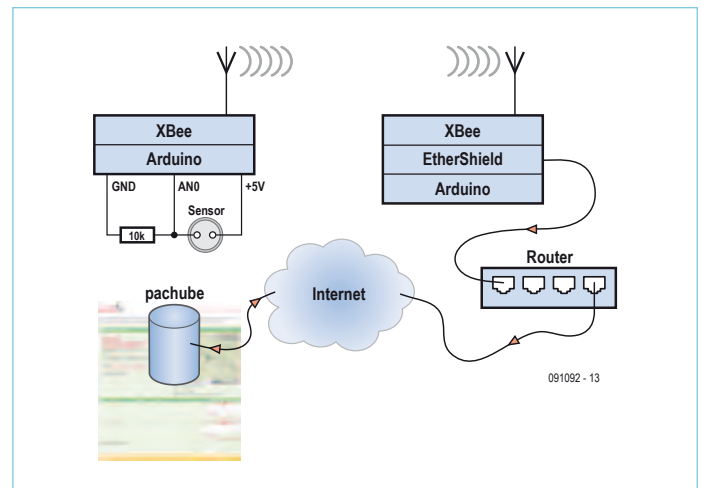 XBee
Arduino
GND
AN0
+5V
Sensor
10k
XBee
EtherShield
Arduino
Router
pachube
Internet
091092 - 13